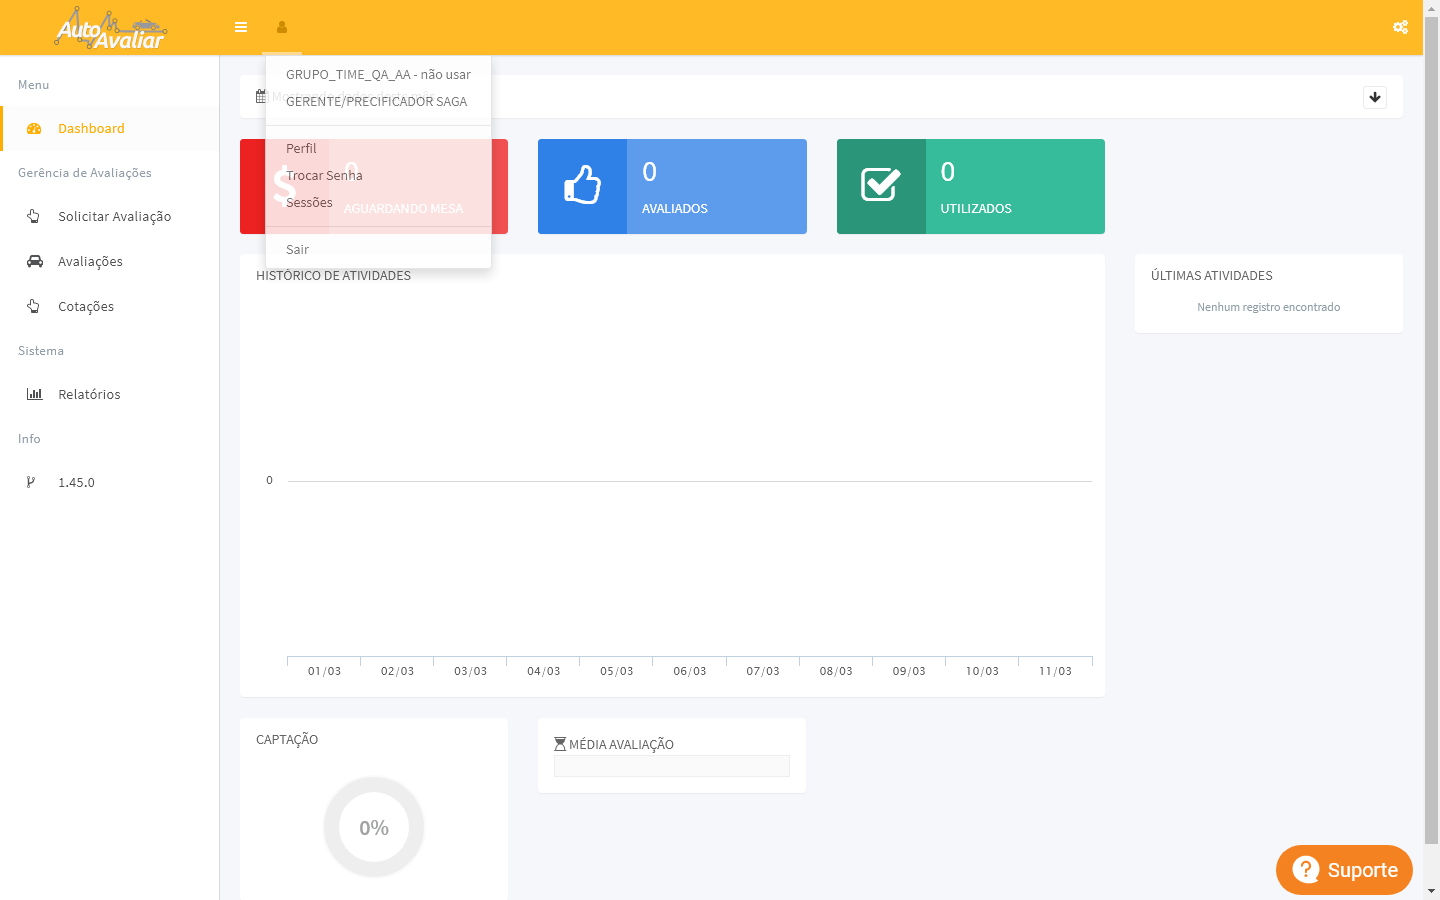 AutoAvaliar
GRUPO_TIME_QA_AA - não usar
GERENTE/PRECIFICADOR SAGA
Perfil
Trocar Senha
Sessões
Sair
Menu
Dashboard
Gerência de Avaliações
Solicitar Avaliação
Avaliações
Cotações
Sistema
Relatórios
Info
1.45.0
0
AGUARDANDO MESA
0
AVALIADOS
0
UTILIZADOS
HISTÓRICO DE ATIVIDADES
0
01/03 02/03 03/03 04/03 05/03 06/03 07/03 08/03 09/03 10/03 11/03
ÚLTIMAS ATIVIDADES
Nenhum registro encontrado
CAPTAÇÃO
0%
MÉDIA AVALIAÇÃO
Suporte